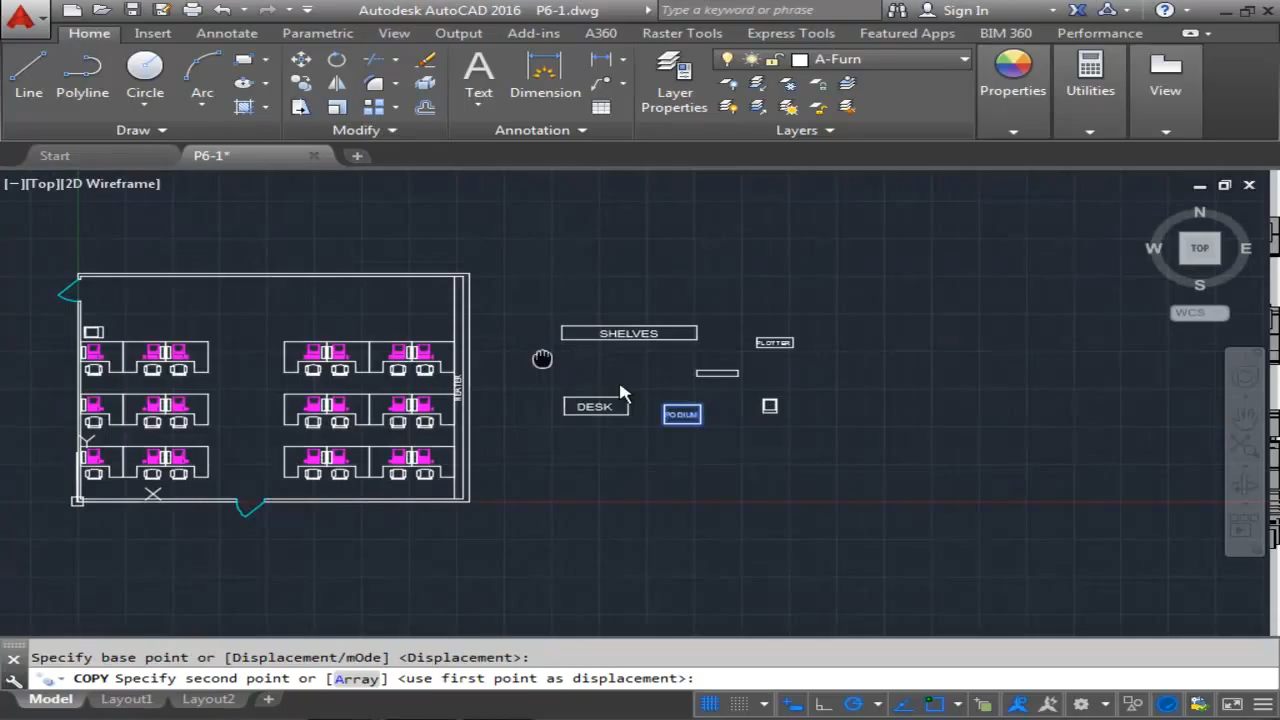 Autodesk AutoCAD 2016 P6-1.dwg Type a keyword or phrase Sign In
Home Insert Annotate Parametric View Output Add-ins A360 Raster Tools Express Tools Featured Apps BIM 360 Performance
A-Furn
Line Polyline Circle Arc Text Dimension Layer Properties Properties Utilities View
Draw Modify Annotation Layers
Start P6-1*
[−][Top][2D Wireframe]
N
W TOP E
S
WCS
SHELVES
PLOTTER
DESK
PODIUM
HEATER
Y
X
Specify base point or [Displacement/mOde] <Displacement>:
COPY Specify second point or [Array] <use first point as displacement>:
Model Layout1 Layout2